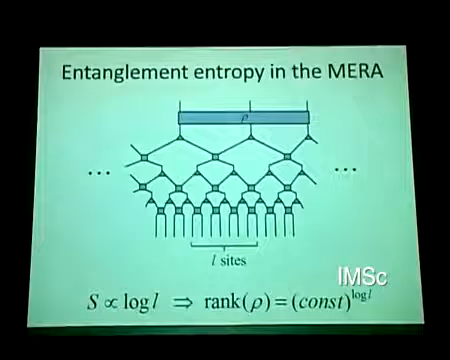 Entanglement entropy in the MERA
ρ
... ...
l sites
IMSc
S ∝ log l ⇒ rank(ρ) = (const)^{log l}